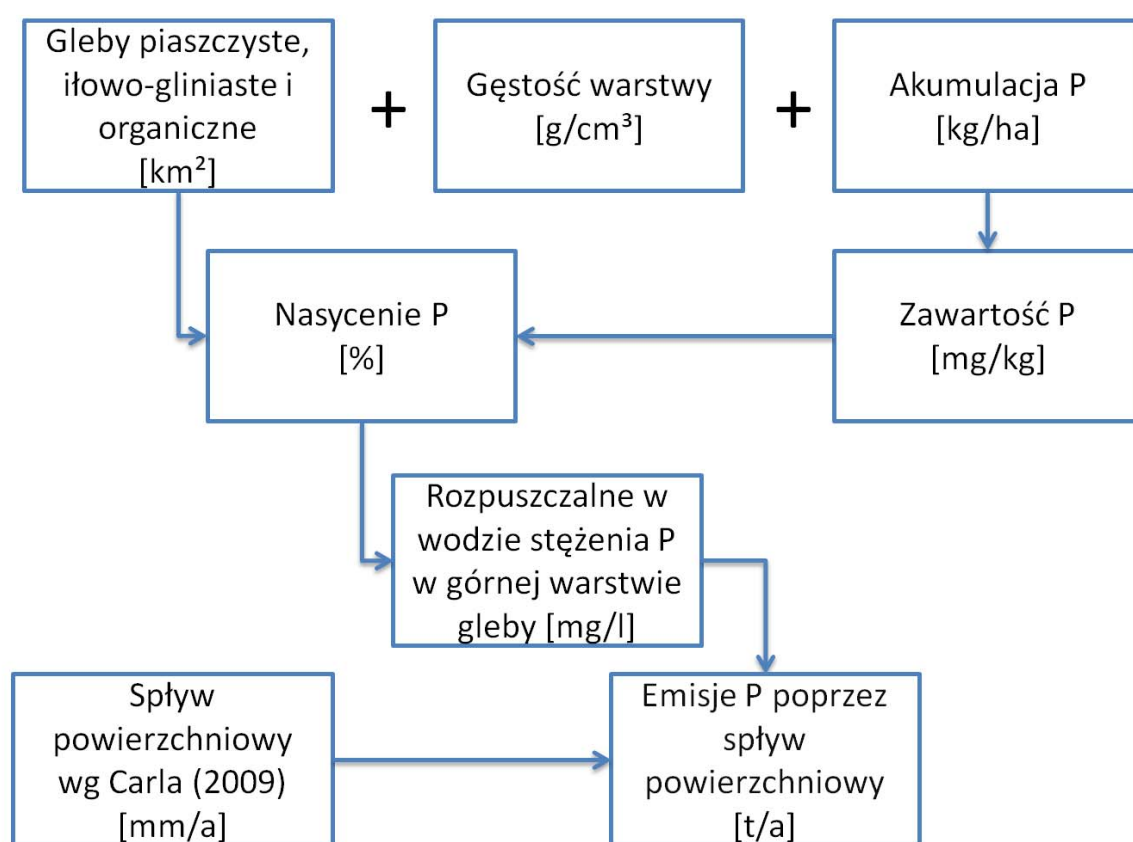 Gleby piaszczyste,
iłowo-gliniaste i
organiczne
[km²]
+
Gęstość warstwy
[g/cm³]
+
Akumulacja P
[kg/ha]
Nasycenie P
[%]
Zawartość P
[mg/kg]
Rozpuszczalne w
wodzie stężenia P
w górnej warstwie
gleby [mg/l]
Spływ
powierzchniowy
wg Carla (2009)
[mm/a]
Emisje P poprzez
spływ
powierzchniowy
[t/a]